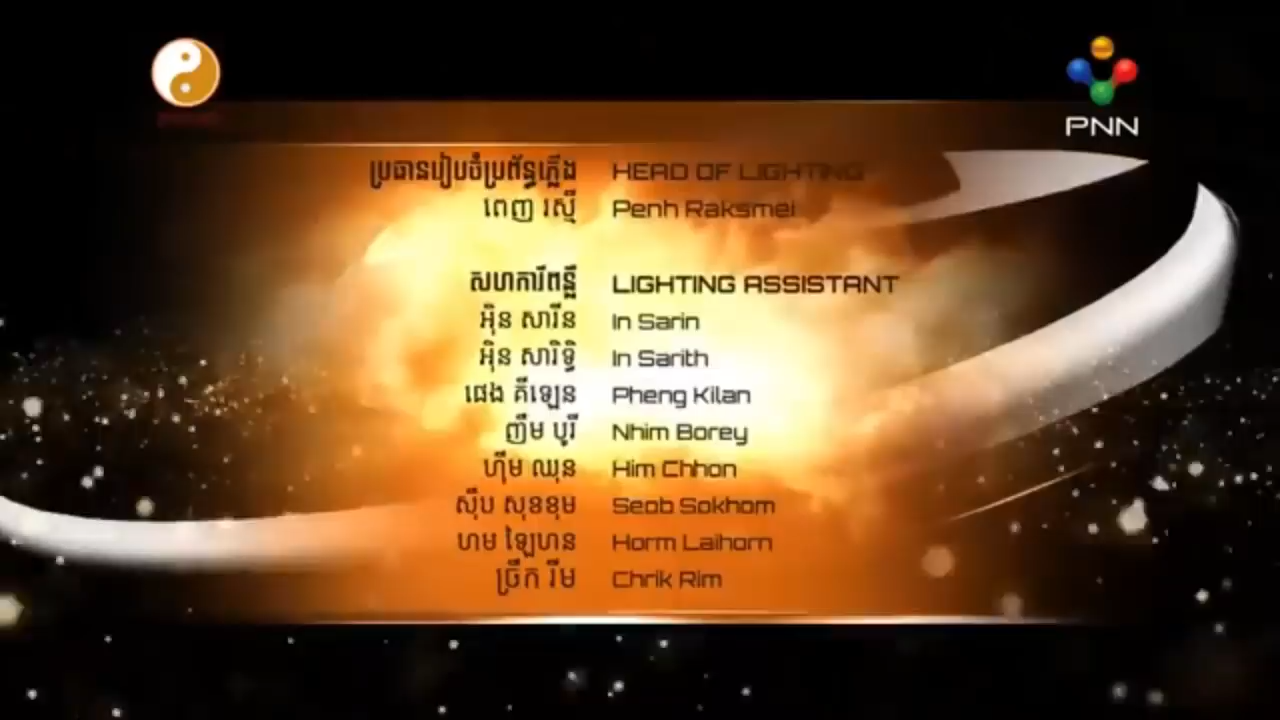 PNN
ប្រធានរៀបចំប្រព័ន្ធភ្លើង HEAD OF LIGHTING
ពេញ រស្មី Penh Raksmei
សហការីពន្លឺ LIGHTING ASSISTANT
អ៊ិន សារីន In Sarin
អ៊ិន សារិទ្ធិ In Sarith
ផេង គីឡេន Pheng Kilan
ញឹម បូរី Nhim Borey
ហ៊ឹម ឈុន Him Chhon
ស៊ឹប សុខខុម Seob Sokhom
ហម ឡៃហន Horm Laihorn
ច្រឹក រីម Chrik Rim